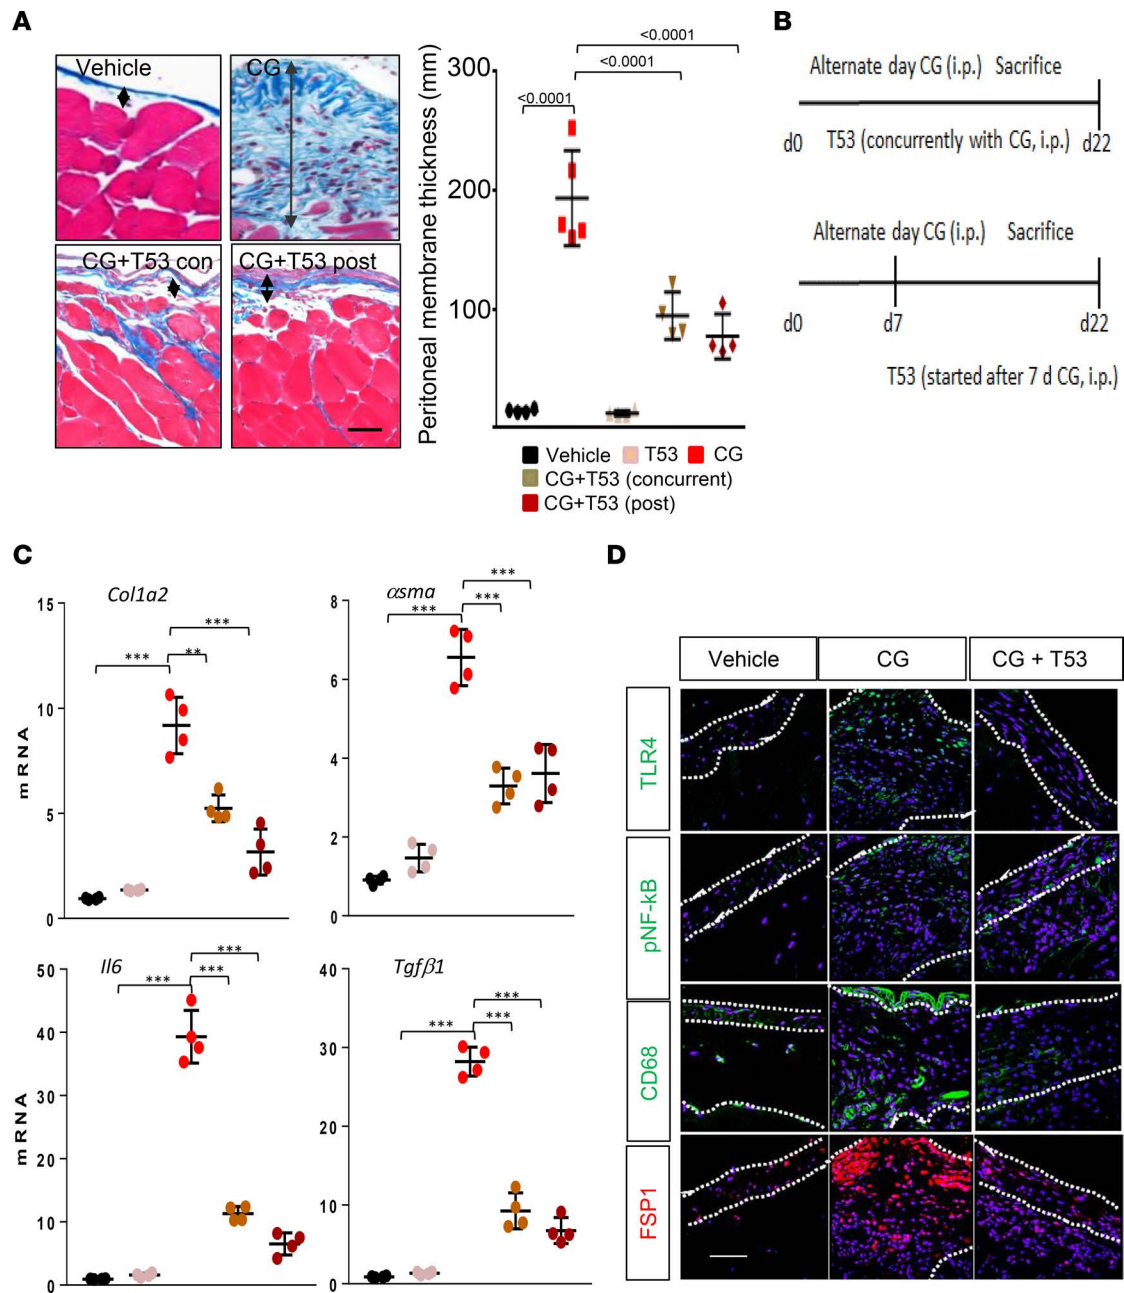 A
Vehicle
CG
CG+T53 con
CG+T53 post
Peritoneal membrane thickness (mm)
300
200
100
<0.0001
<0.0001
<0.0001
Vehicle T53 CG
CG+T53 (concurrent)
CG+T53 (post)
B
Alternate day CG (i.p.) Sacrifice
d0 T53 (concurrently with CG, i.p.) d22
Alternate day CG (i.p.) Sacrifice
d0 d7 d22
T53 (started after 7 d CG, i.p.)
C
Col1a2
mRNA
15
10
5
0
***
**
***
αsma
8
6
4
2
0
***
***
***
Il6
mRNA
50
40
30
20
10
0
***
***
***
Tgfβ1
40
30
20
10
0
***
***
***
D
Vehicle CG CG + T53
TLR4
pNF-kB
CD68
FSP1